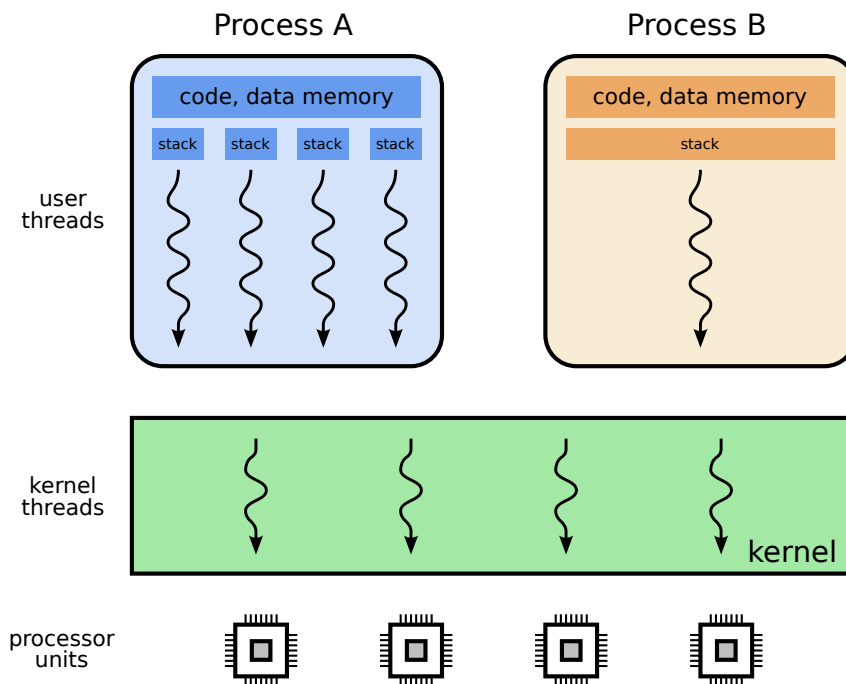 Process A
Process B
code, data memory
code, data memory
stack
stack
stack
stack
stack
user
threads
kernel
threads
kernel
processor
units